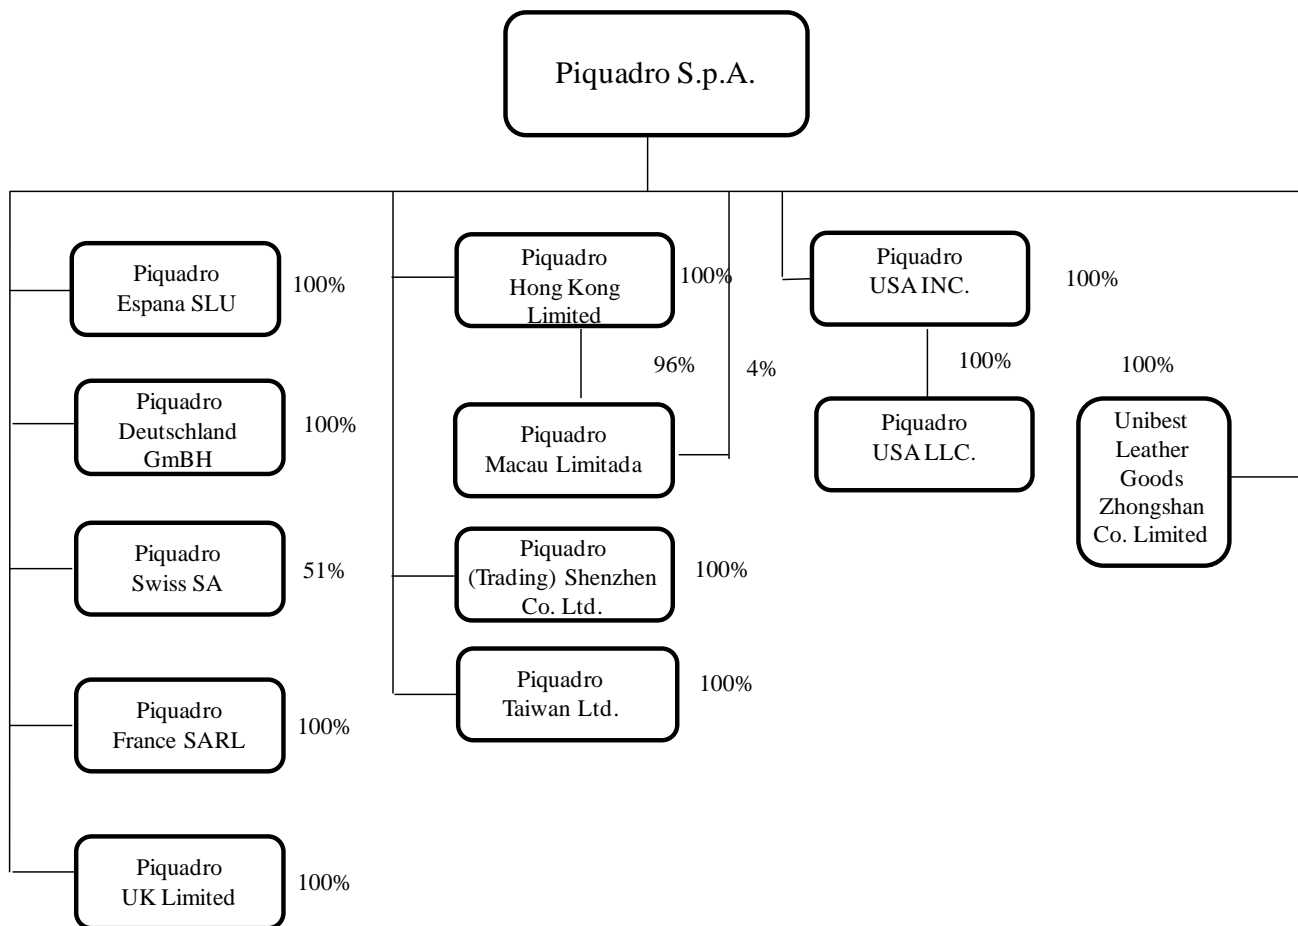 Piquadro S.p.A.
Piquadro
Espana SLU
100%
Piquadro
Deutschland
GmBH
100%
Piquadro
Swiss SA
51%
Piquadro
France SARL
100%
Piquadro
UK Limited
100%
Piquadro
Hong Kong
Limited
100%
96%
4%
Piquadro
Macau Limitada
Piquadro
(Trading) Shenzhen
Co. Ltd.
100%
Piquadro
Taiwan Ltd.
100%
Piquadro
USA INC.
100%
100%
Piquadro
USA LLC.
100%
Unibest
Leather
Goods
Zhongshan
Co. Limited